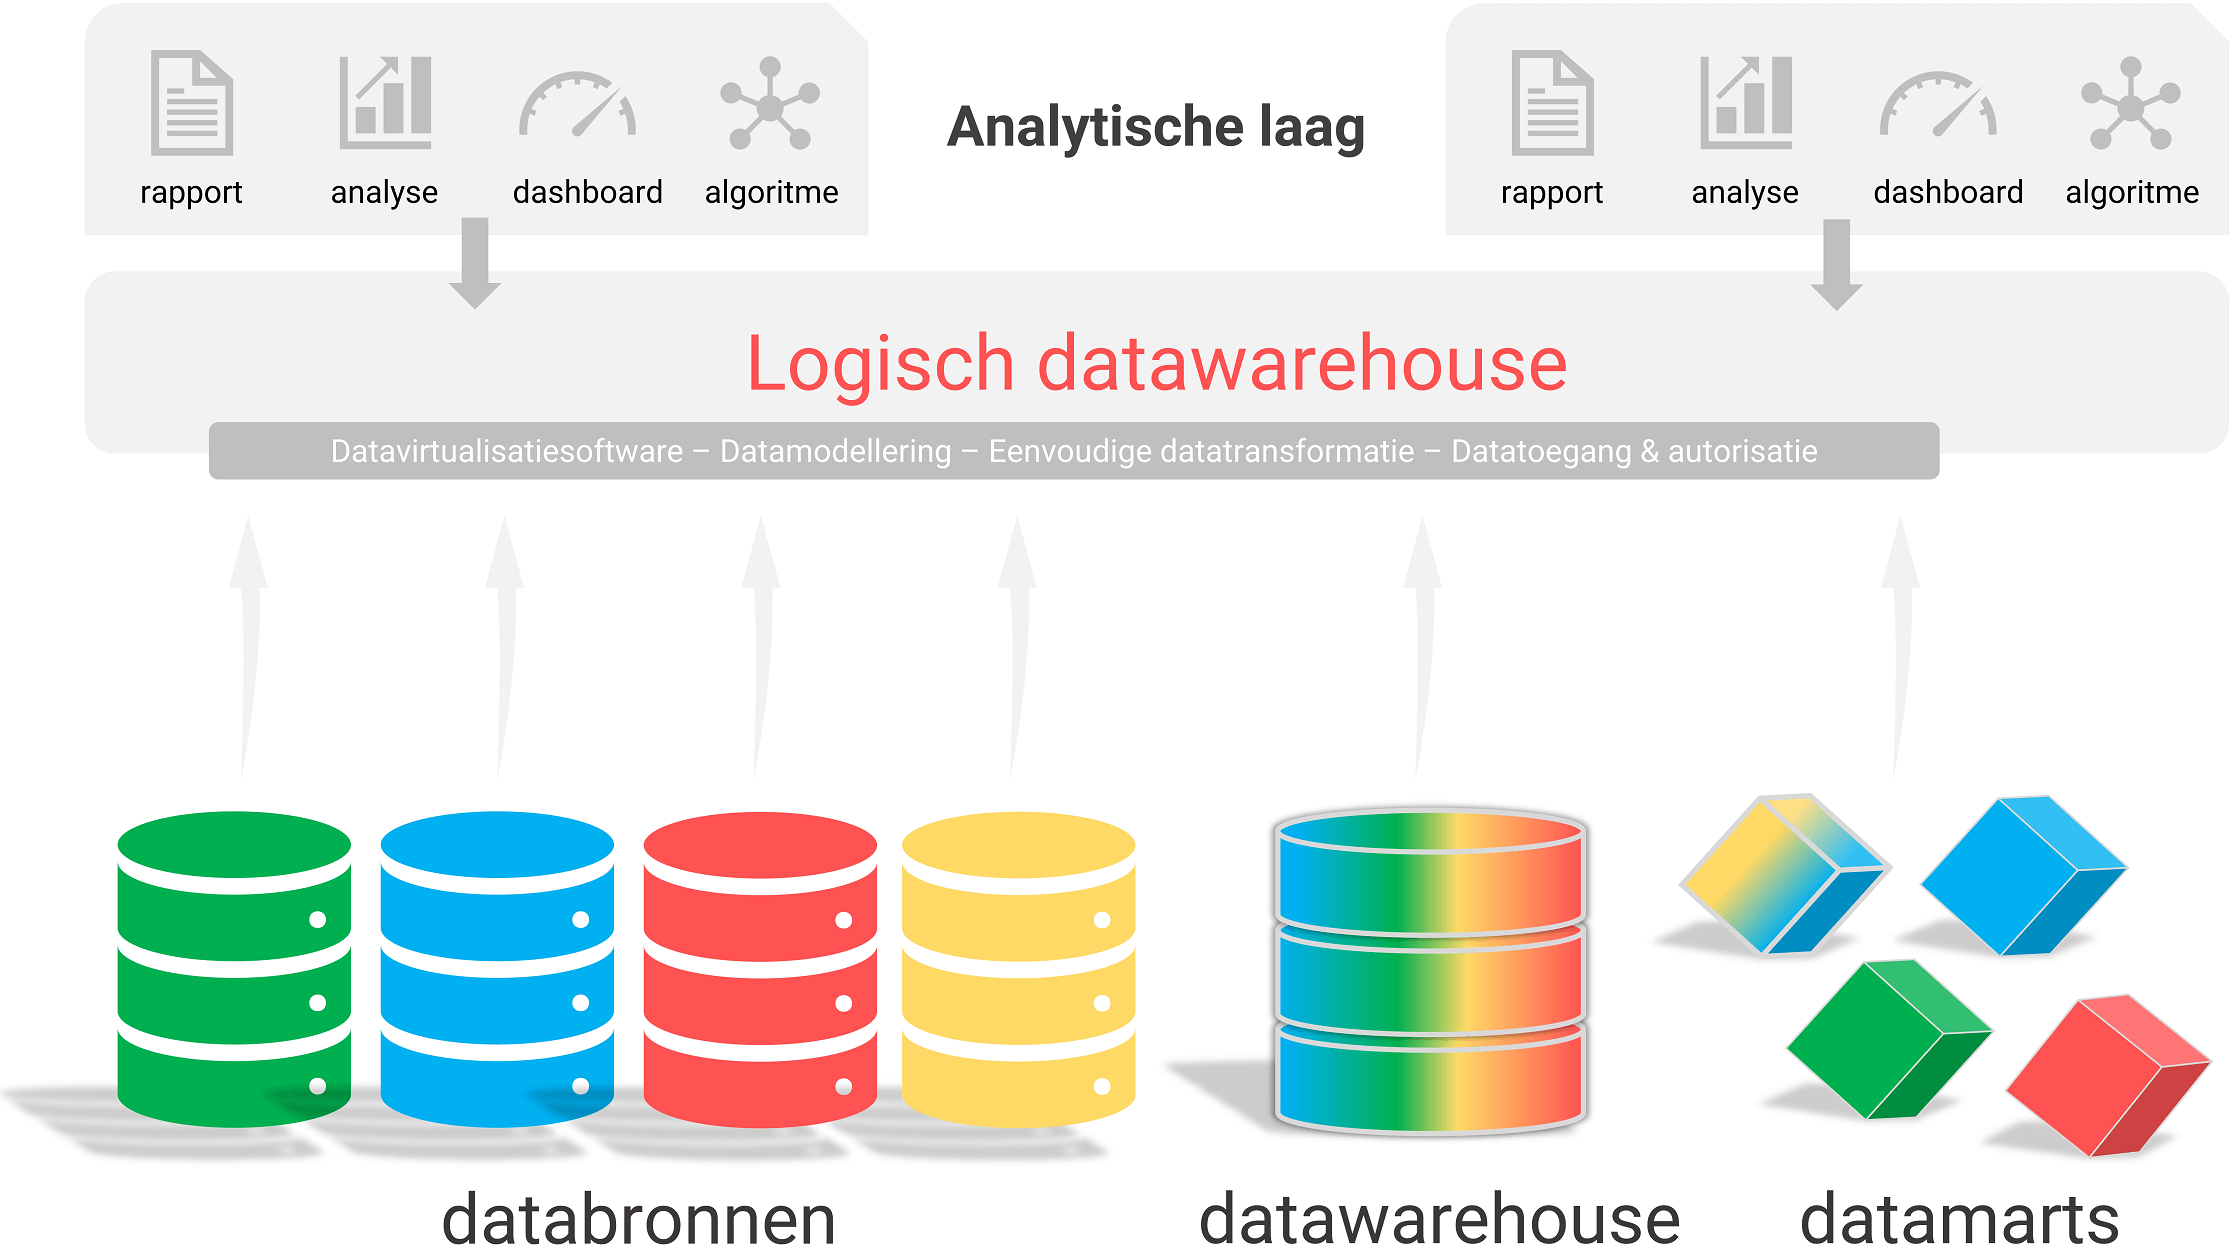 rapport analyse dashboard algoritme
Analytische laag
rapport analyse dashboard algoritme
Logisch datawarehouse
Datavirtualisatiesoftware – Datamodellering – Eenvoudige datatransformatie – Datatoegang & autorisatie
databronnen datawarehouse datamarts